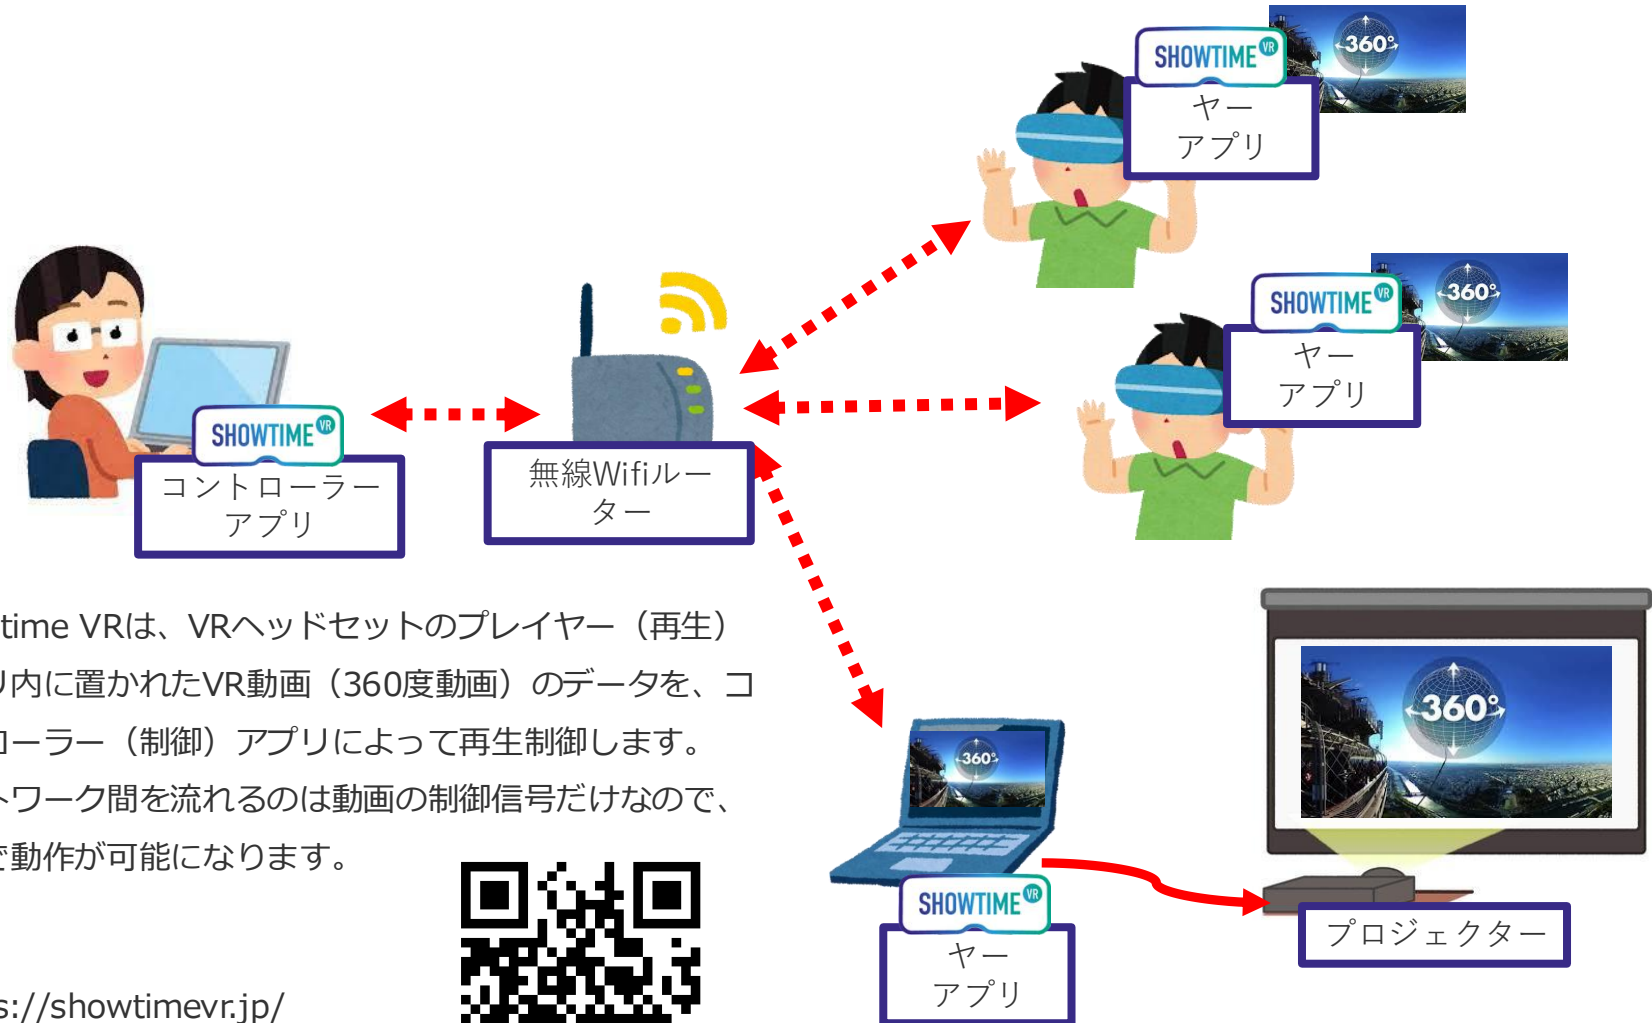 SHOWTIME VR
ヤー
アプリ
360°
SHOWTIME VR
ヤー
アプリ
360°
SHOWTIME VR
コントローラー
アプリ
無線Wifiルー
ター
time VRは、VRヘッドセットのプレイヤー（再生）
リ内に置かれたVR動画（360度動画）のデータを、コ
ローラー（制御）アプリによって再生制御します。
トワーク間を流れるのは動画の制御信号だけなので、
で動作が可能になります。
s://showtimevr.jp/
360°
SHOWTIME VR
ヤー
アプリ
360°
プロジェクター